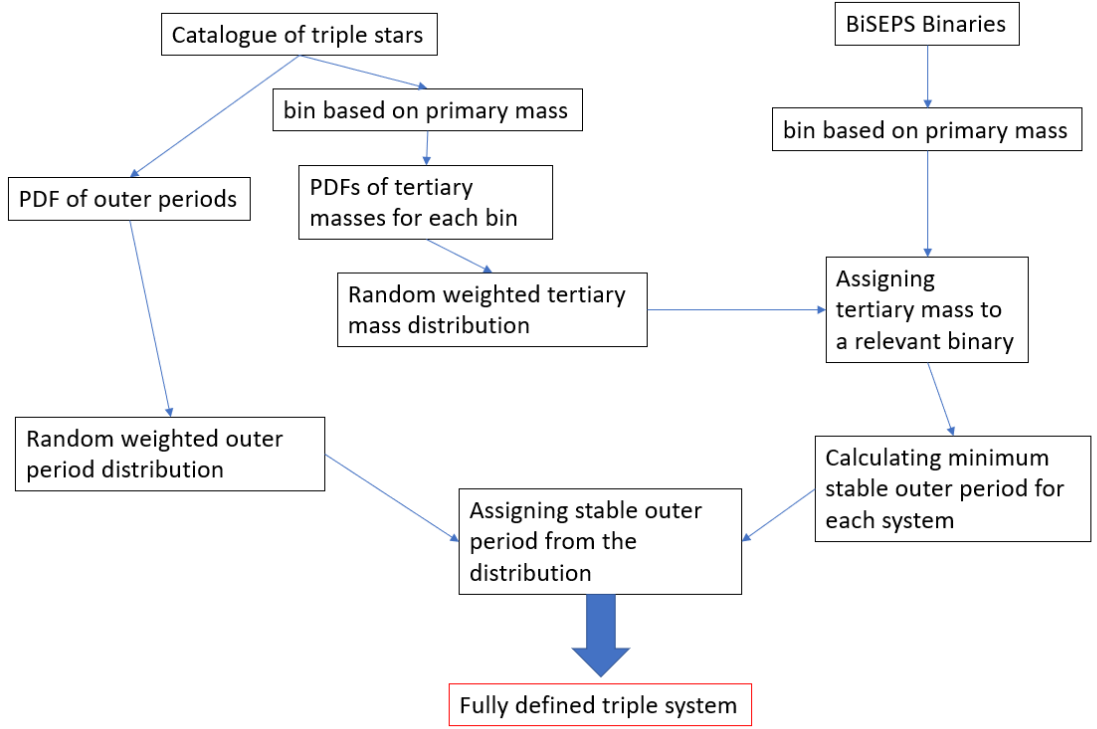 Catalogue of triple stars
BiSEPS Binaries
bin based on primary mass
bin based on primary mass
PDF of outer periods
PDFs of tertiary
masses for each bin
Random weighted tertiary
mass distribution
Assigning
tertiary mass to
a relevant binary
Random weighted outer
period distribution
Calculating minimum
stable outer period for
each system
Assigning stable outer
period from the
distribution
Fully defined triple system